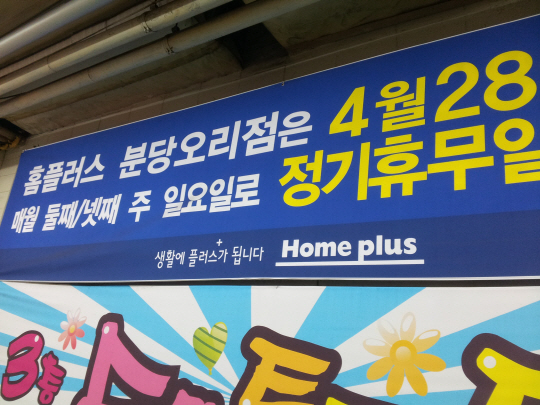 홈플러스 분당오리점은 4월28
매월 둘째/넷째 주 일요일로 정기휴무일
생활에 플러스가 됩니다 Home plus
3층